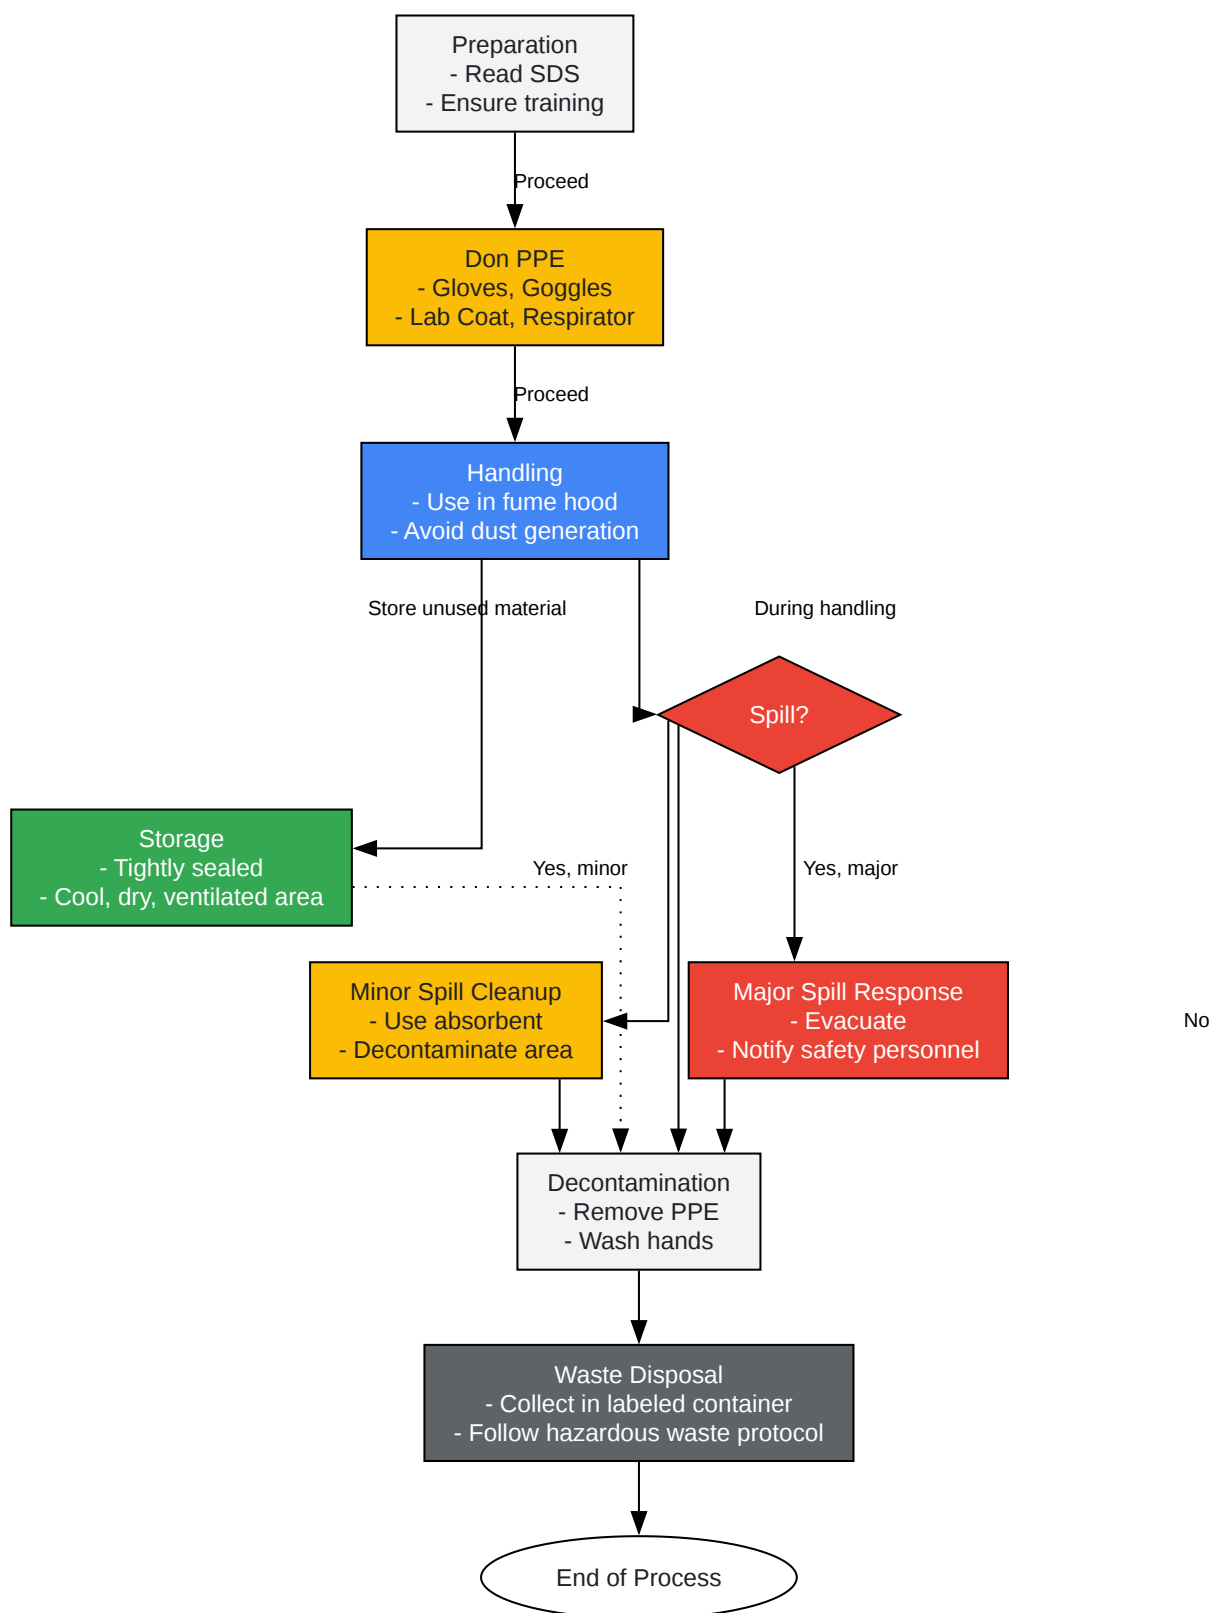 Preparation
- Read SDS
- Ensure training
Proceed
Don PPE
- Gloves, Goggles
- Lab Coat, Respirator
Proceed
Handling
- Use in fume hood
- Avoid dust generation
Store unused material
During handling
Spill?
Storage
- Tightly sealed
- Cool, dry, ventilated area
Yes, minor
Yes, major
Minor Spill Cleanup
- Use absorbent
- Decontaminate area
Major Spill Response
- Evacuate
- Notify safety personnel
No
Decontamination
- Remove PPE
- Wash hands
Waste Disposal
- Collect in labeled container
- Follow hazardous waste protocol
End of Process